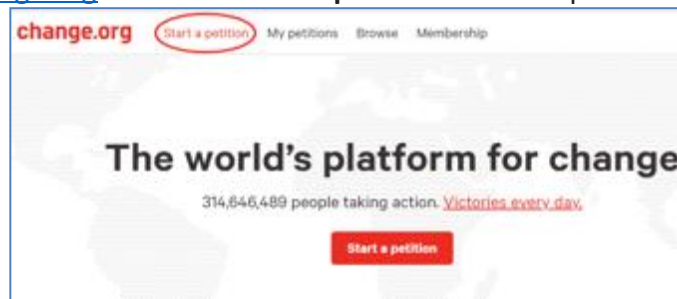 change.org Start a petition My petitions Browse Membership
The world's platform for change
314,646,489 people taking action. Victories every day.
Start a petition